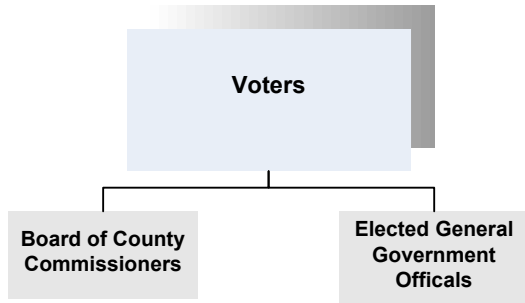 Voters
Board of County
Commissioners
Elected General
Government
Officals